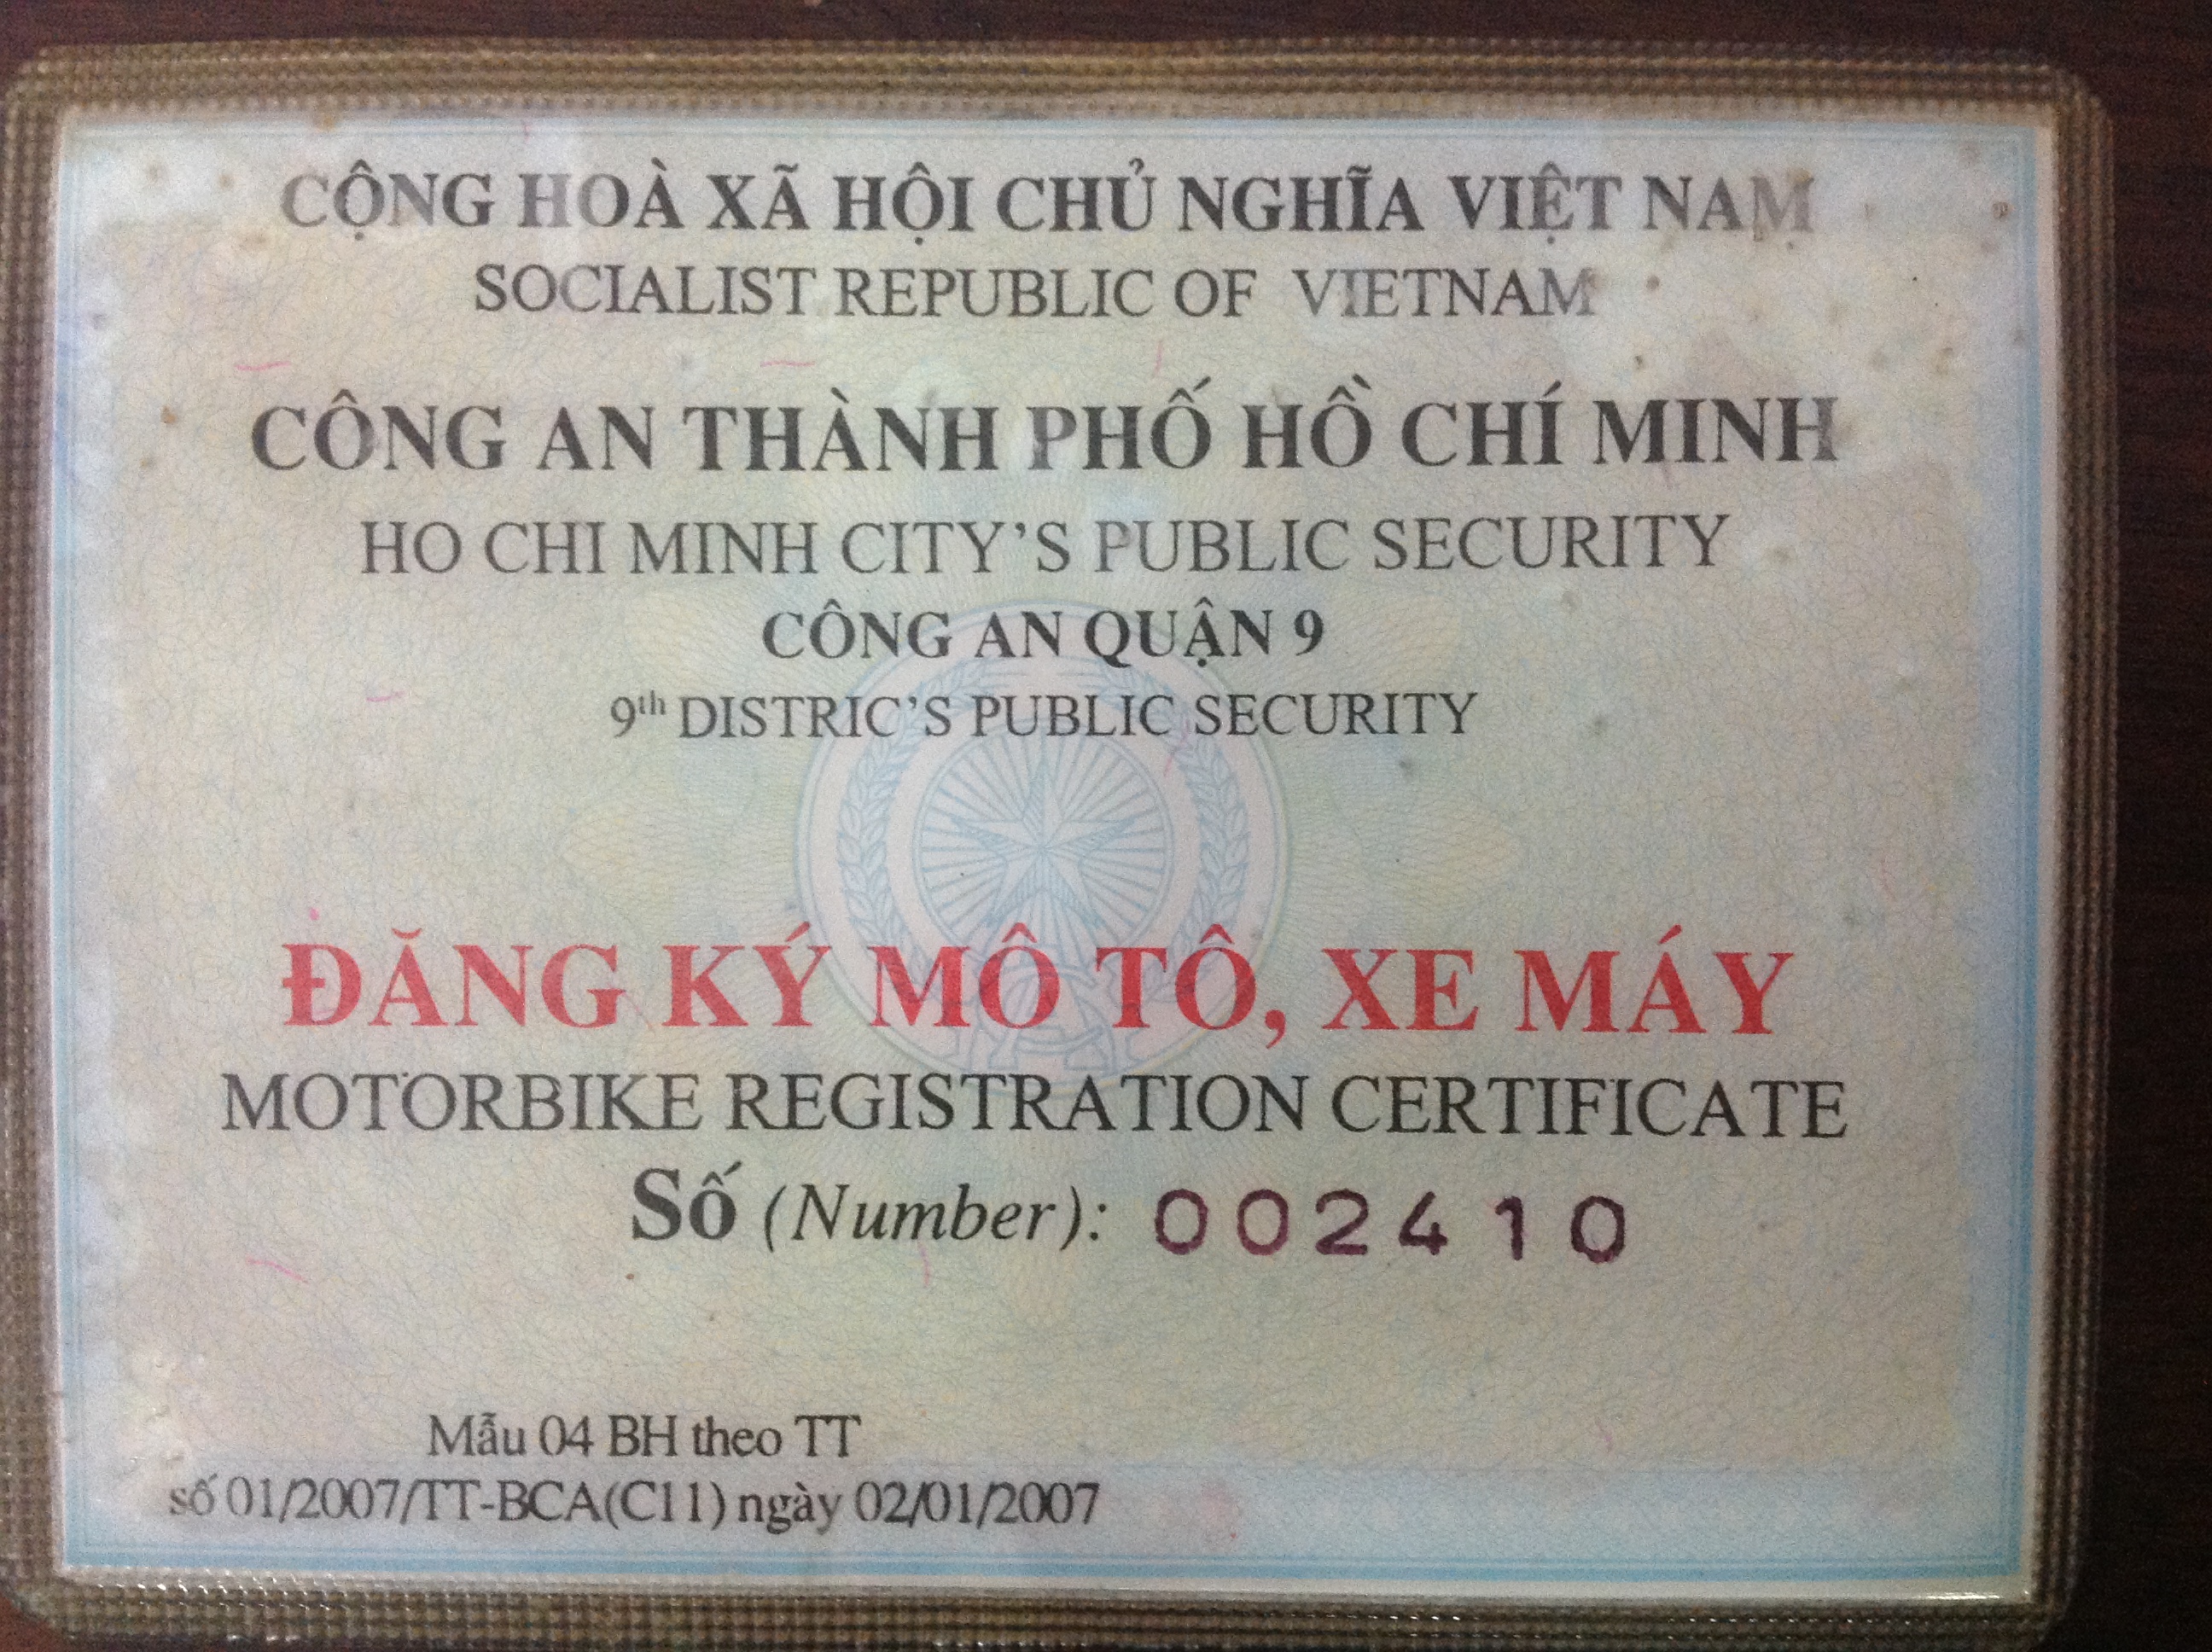 CỘNG HOÀ XÃ HỘI CHỦ NGHĨA VIỆT NAM
SOCIALIST REPUBLIC OF VIETNAM
CÔNG AN THÀNH PHỐ HỒ CHÍ MINH
HO CHI MINH CITY’S PUBLIC SECURITY
CÔNG AN QUẬN 9
9th DISTRIC’S PUBLIC SECURITY
ĐĂNG KÝ MÔ TÔ, XE MÁY
MOTORBIKE REGISTRATION CERTIFICATE
Số (Number): 002410
Mẫu 04 BH theo TT
số 01/2007/TT-BCA(C11) ngày 02/01/2007